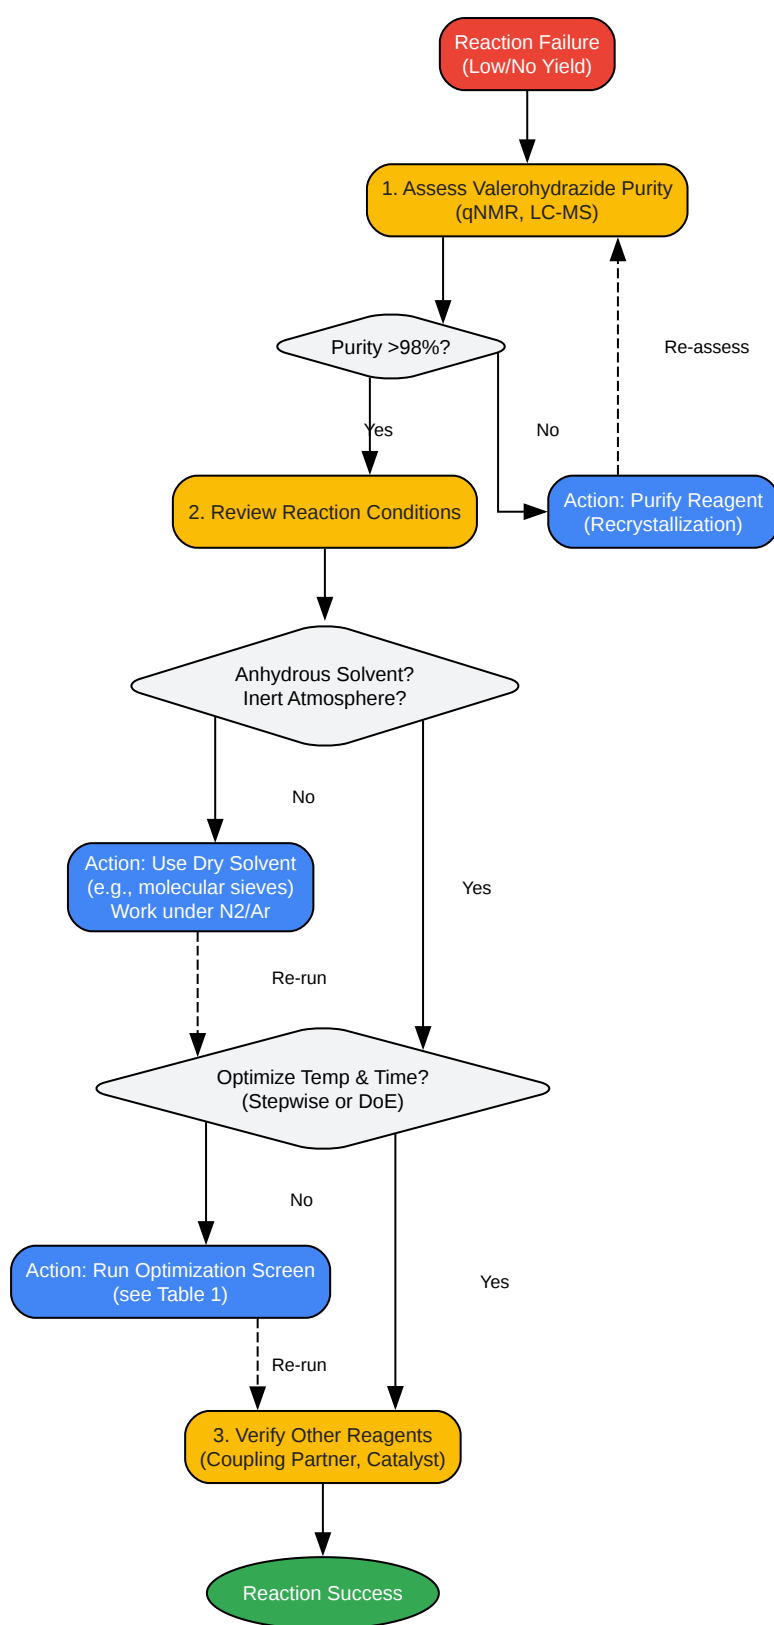 Reaction Failure
(Low/No Yield)
1. Assess Valerohydrazide Purity
(qNMR, LC-MS)
Purity >98%?
Re-assess
Yes
No
2. Review Reaction Conditions
Action: Purify Reagent
(Recrystallization)
Anhydrous Solvent?
Inert Atmosphere?
No
Action: Use Dry Solvent
(e.g., molecular sieves)
Work under N2/Ar
Yes
Re-run
Optimize Temp & Time?
(Stepwise or DoE)
No
Action: Run Optimization Screen
(see Table 1)
Yes
Re-run
3. Verify Other Reagents
(Coupling Partner, Catalyst)
Reaction Success